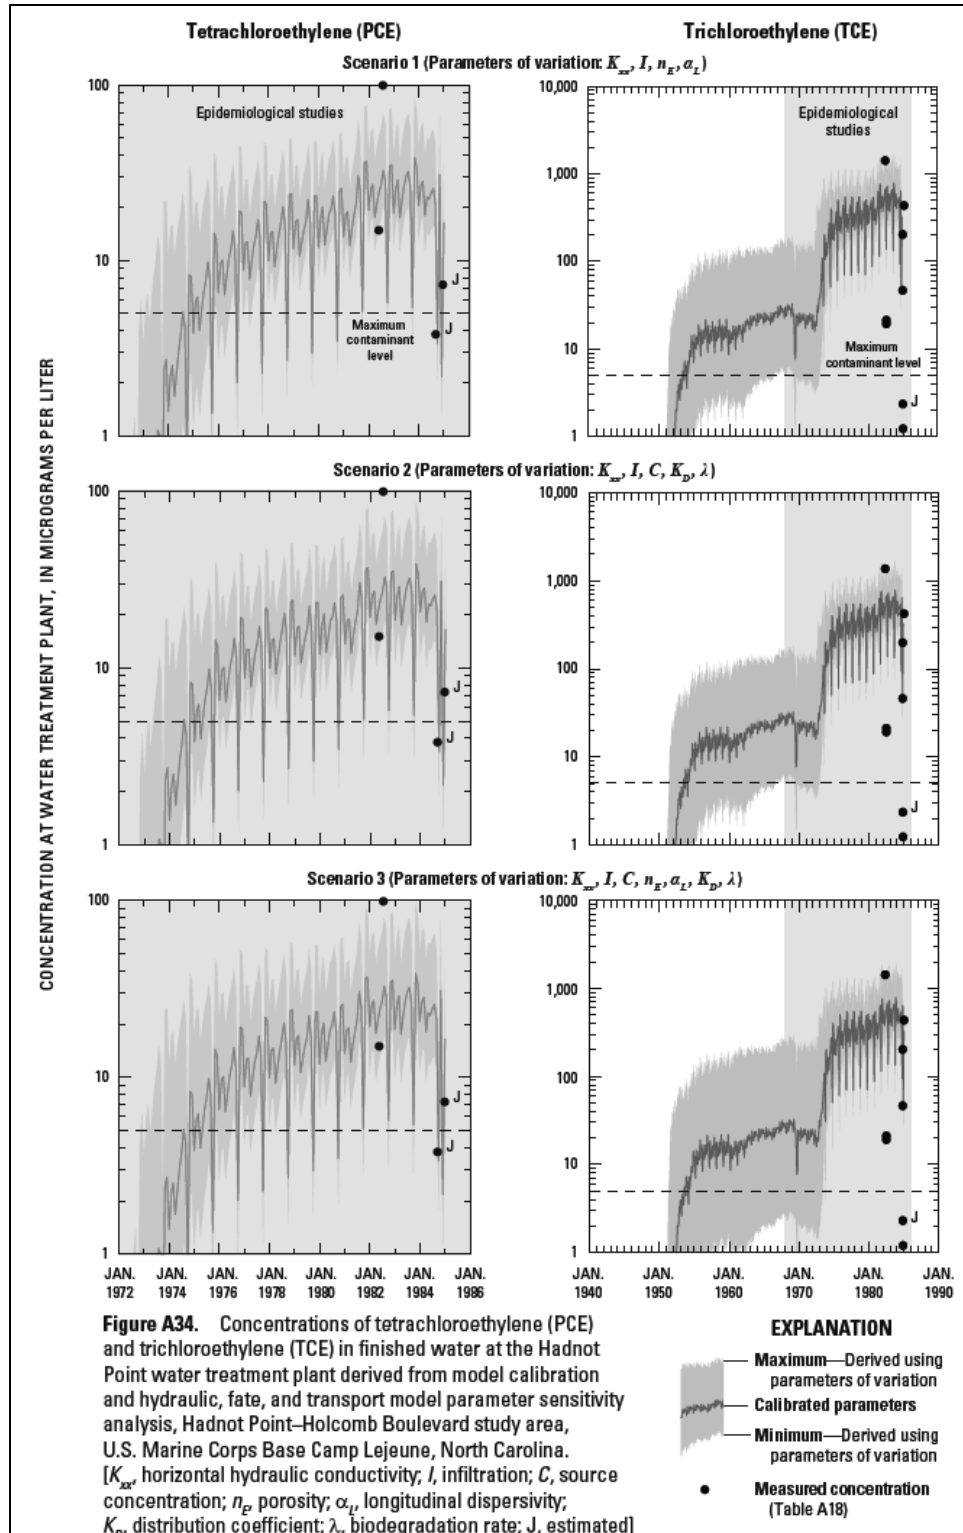 Tetrachloroethylene (PCE)
Trichloroethylene (TCE)
Scenario 1 (Parameters of variation: Kxx, I, nE, αL)
100
10
1
Epidemiological studies
Maximum
contaminant
level
J
J
10,000
1,000
100
10
1
Epidemiological
studies
Maximum
contaminant level
J
Scenario 2 (Parameters of variation: Kxx, I, C, KD, λ)
100
10
1
J
J
10,000
1,000
100
10
1
J
Scenario 3 (Parameters of variation: Kxx, I, C, nE, αL, KD, λ)
100
10
1
J
J
10,000
1,000
100
10
1
J
CONCENTRATION AT WATER TREATMENT PLANT, IN MICROGRAMS PER LITER
JAN. JAN. JAN. JAN. JAN. JAN. JAN. JAN.
1972 1974 1976 1978 1980 1982 1984 1986
JAN. JAN. JAN. JAN. JAN. JAN.
1940 1950 1960 1970 1980 1990
Figure A34. Concentrations of tetrachloroethylene (PCE)
and trichloroethylene (TCE) in finished water at the Hadnot
Point water treatment plant derived from model calibration
and hydraulic, fate, and transport model parameter sensitivity
analysis, Hadnot Point–Holcomb Boulevard study area,
U.S. Marine Corps Base Camp Lejeune, North Carolina.
[Kxx, horizontal hydraulic conductivity; I, infiltration; C, source
concentration; nE, porosity; αL, longitudinal dispersivity;
KD, distribution coefficient; λ, biodegradation rate; J, estimated]
EXPLANATION
Maximum—Derived using
parameters of variation
Calibrated parameters
Minimum—Derived using
parameters of variation
Measured concentration
(Table A18)